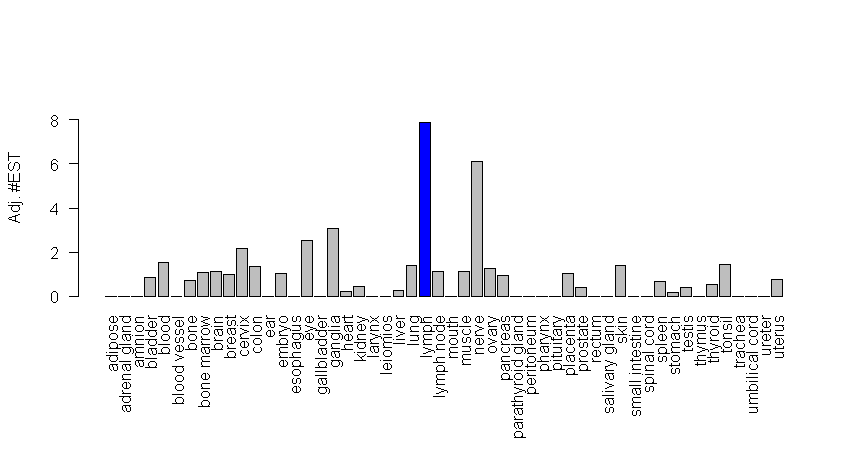 Adj. #EST
8
6
4
2
0
adipose
adrenal gland
amnion
bladder
blood
blood vessel
bone
bone marrow
brain
breast
cervix
colon
ear
embryo
esophagus
eye
gallbladder
ganglia
heart
kidney
larynx
leiomios
liver
lung
lymph
lymph node
mouth
muscle
nerve
ovary
pancreas
parathyroid gland
peritoneum
pharynx
pituitary
placenta
prostate
rectum
salivary gland
skin
small intestine
spinal cord
spleen
stomach
testis
thymus
thyroid
tonsil
trachea
umbilical cord
ureter
uterus